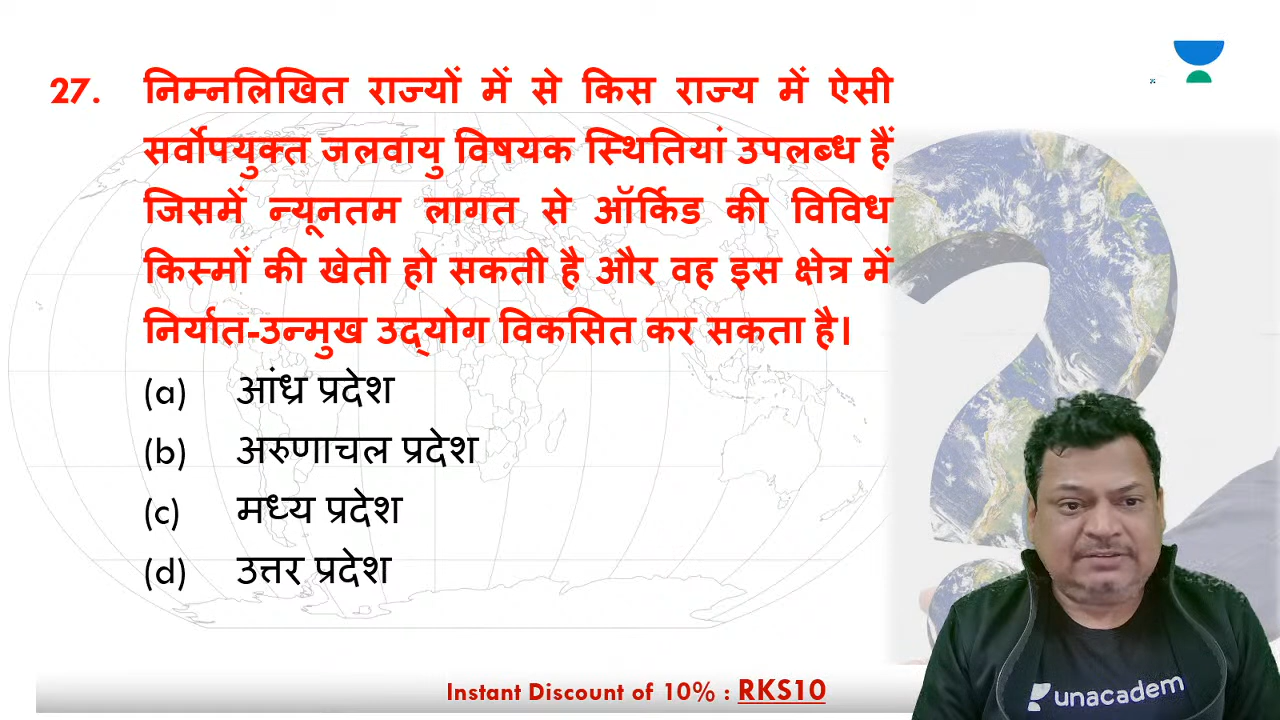 27. निम्नलिखित राज्यों में से किस राज्य में ऐसी
सर्वोपयुक्त जलवायु विषयक स्थितियां उपलब्ध हैं
जिसमें न्यूनतम लागत से ऑर्किड की विविध
किस्मों की खेती हो सकती है और वह इस क्षेत्र में
निर्यात-उन्मुख उद्योग विकसित कर सकता है।
(a) आंध्र प्रदेश
(b) अरुणाचल प्रदेश
(c) मध्य प्रदेश
(d) उत्तर प्रदेश
Instant Discount of 10% : RKS10
unacadem